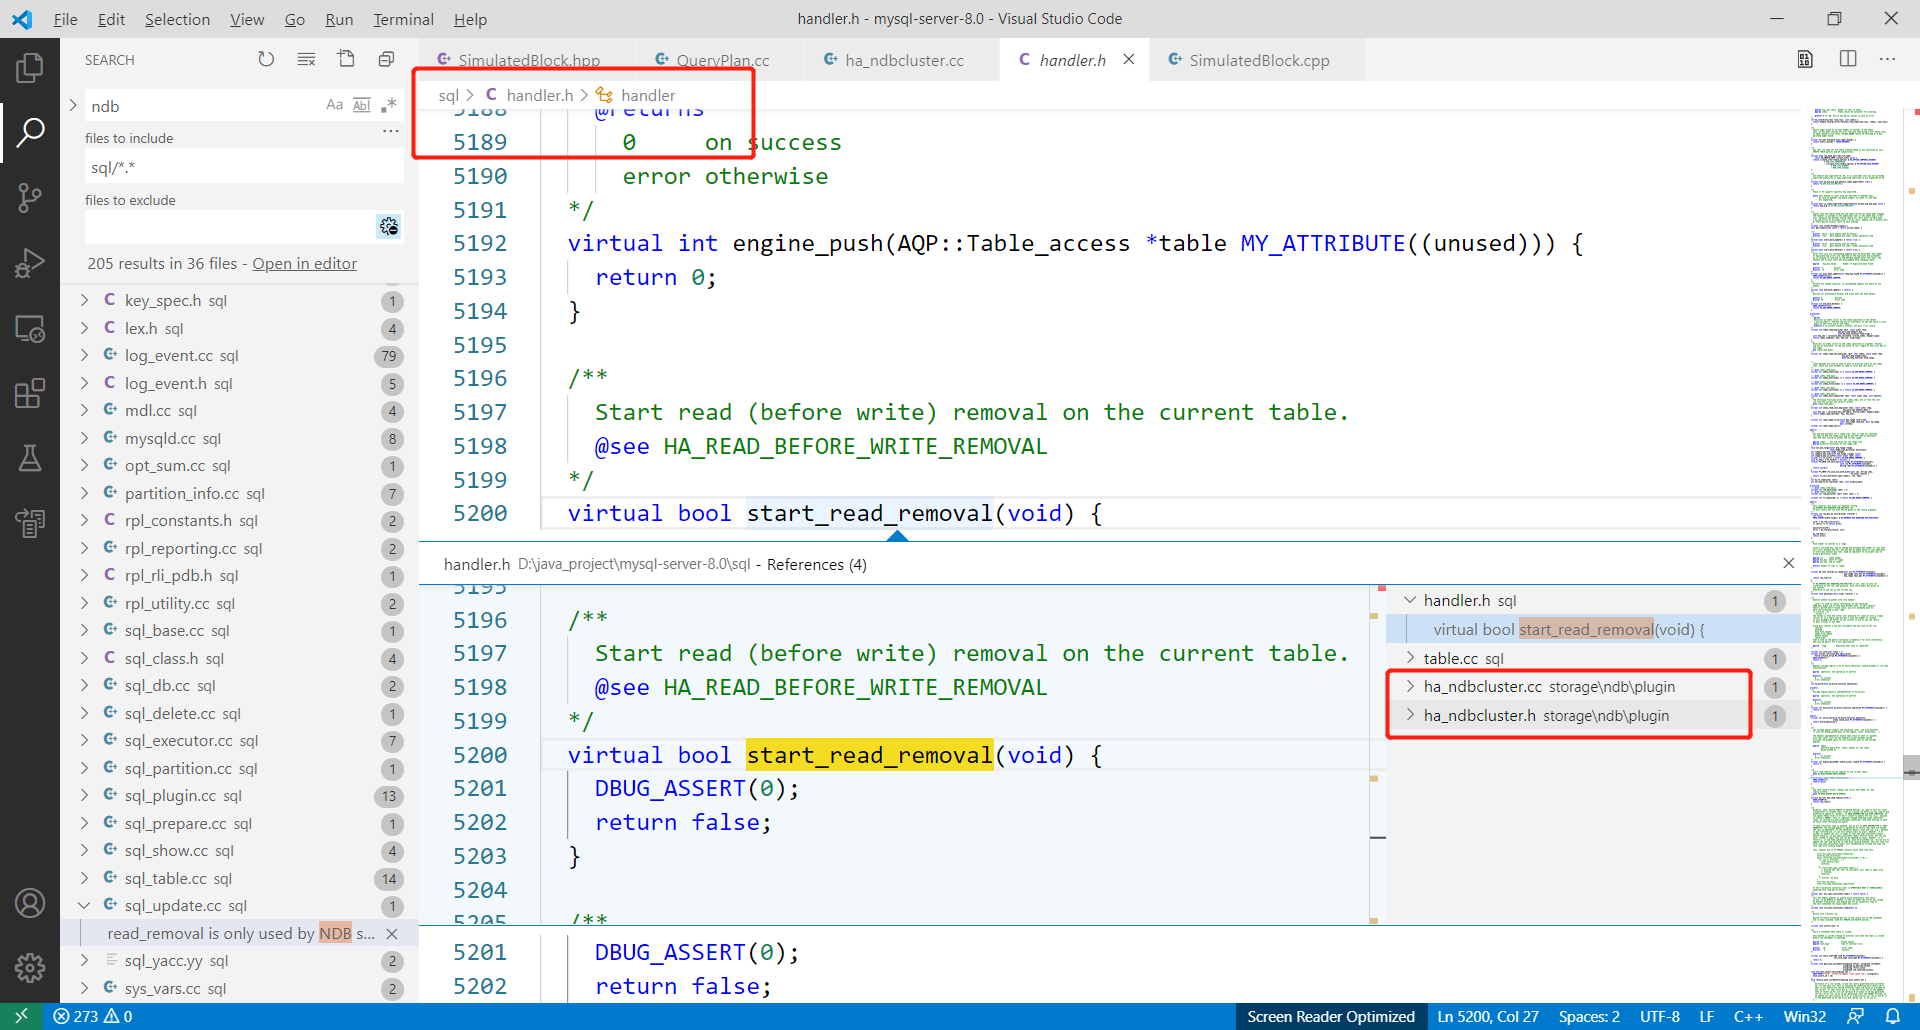 File Edit Selection View Go Run Terminal Help
handler.h - mysql-server-8.0 - Visual Studio Code
SEARCH
SimulatedBlock.hpp
QueryPlan.cc
ha_ndbcluster.cc
C handler.h
SimulatedBlock.cpp
ndb
Aa Abl .*
files to include
...
sql/*.*
files to exclude
205 results in 36 files - Open in editor
C key_spec.h sql 1
C lex.h sql 4
log_event.cc sql 79
C log_event.h sql 5
mdl.cc sql 4
mysqld.cc sql 8
opt_sum.cc sql 1
partition_info.cc sql 7
C rpl_constants.h sql 2
rpl_reporting.cc sql 2
C rpl_rli_pdb.h sql 1
rpl_utility.cc sql 2
sql_base.cc sql 1
C sql_class.h sql 4
sql_db.cc sql 2
sql_delete.cc sql 1
sql_executor.cc sql 7
sql_partition.cc sql 1
sql_plugin.cc sql 13
sql_prepare.cc sql 1
sql_show.cc sql 4
sql_table.cc sql 14
sql_update.cc sql 1
read_removal is only used by NDB s...
sql_yacc.yy sql 2
sys_vars.cc sql 2
sql > C handler.h > handler
5188 @returns
5189 0 on success
5190 error otherwise
5191 */
5192 virtual int engine_push(AQP::Table_access *table MY_ATTRIBUTE((unused))) {
5193 return 0;
5194 }
5195
5196 /**
5197 Start read (before write) removal on the current table.
5198 @see HA_READ_BEFORE_WRITE_REMOVAL
5199 */
5200 virtual bool start_read_removal(void) {
handler.h D:\java_project\mysql-server-8.0\sql - References (4)
5195
5196 /**
5197 Start read (before write) removal on the current table.
5198 @see HA_READ_BEFORE_WRITE_REMOVAL
5199 */
5200 virtual bool start_read_removal(void) {
5201 DBUG_ASSERT(0);
5202 return false;
5203 }
5204
5205 /**
handler.h sql 1
virtual bool start_read_removal(void) {
table.cc sql 1
ha_ndbcluster.cc storage\ndb\plugin 1
ha_ndbcluster.h storage\ndb\plugin 1
5201 DBUG_ASSERT(0);
5202 return false;
273 0
Screen Reader Optimized Ln 5200, Col 27 Spaces: 2 UTF-8 LF C++ Win32